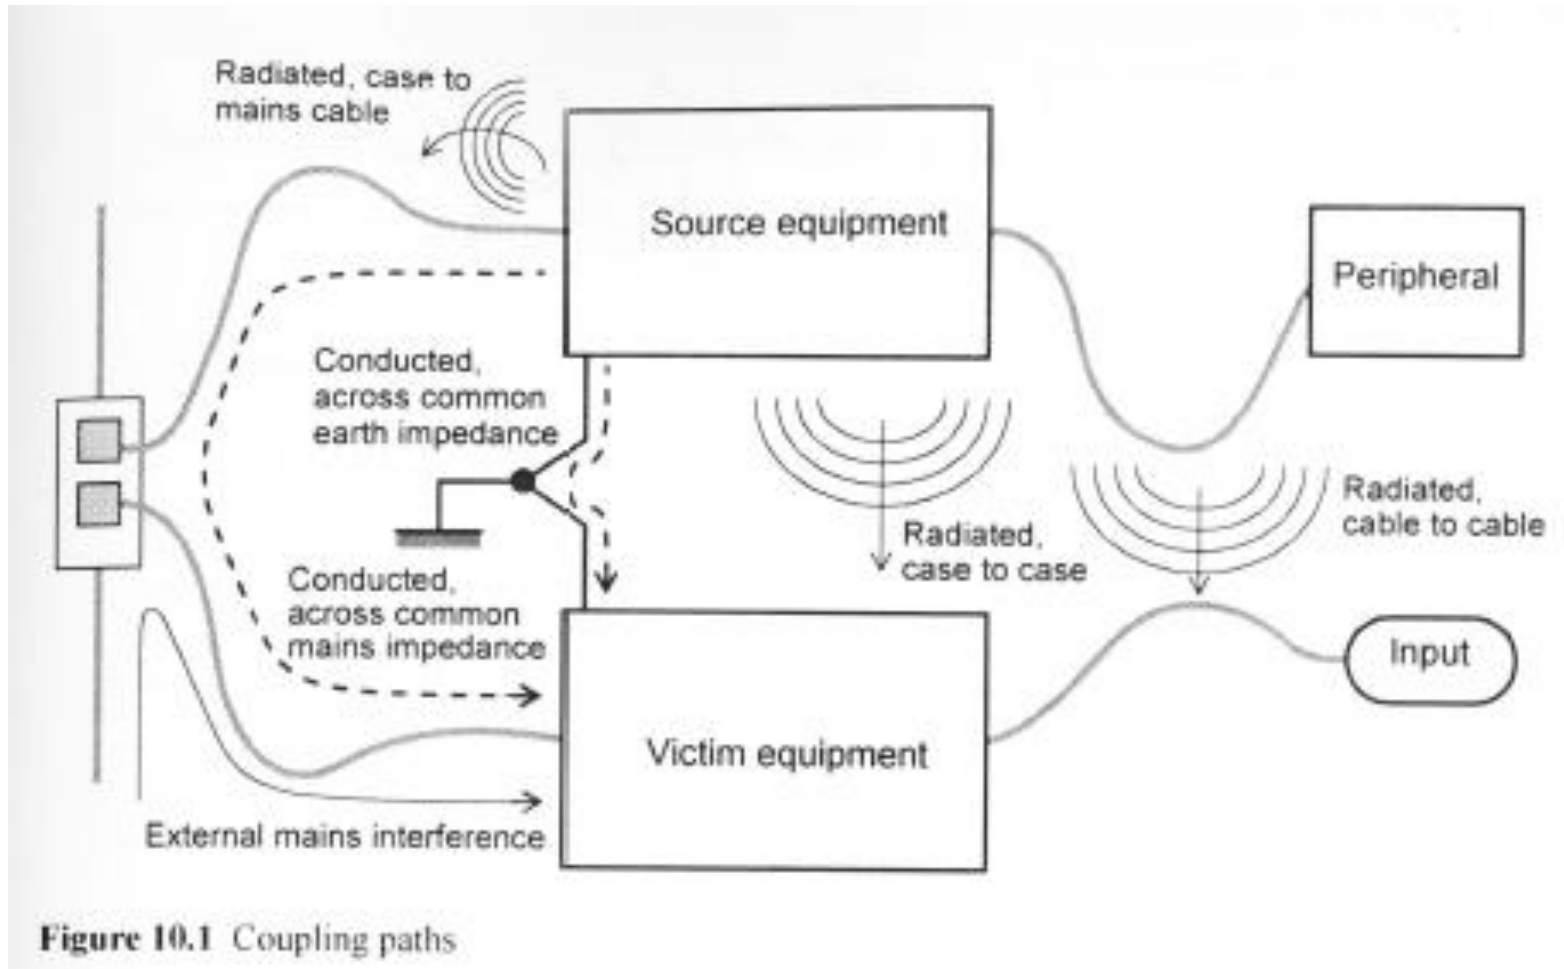 Radiated, case to
mains cable
Source equipment
Peripheral
Conducted,
across common
earth impedance
Radiated,
cable to cable
Radiated,
case to case
Conducted,
across common
mains impedance
Input
Victim equipment
External mains interference
Figure 10.1 Coupling paths